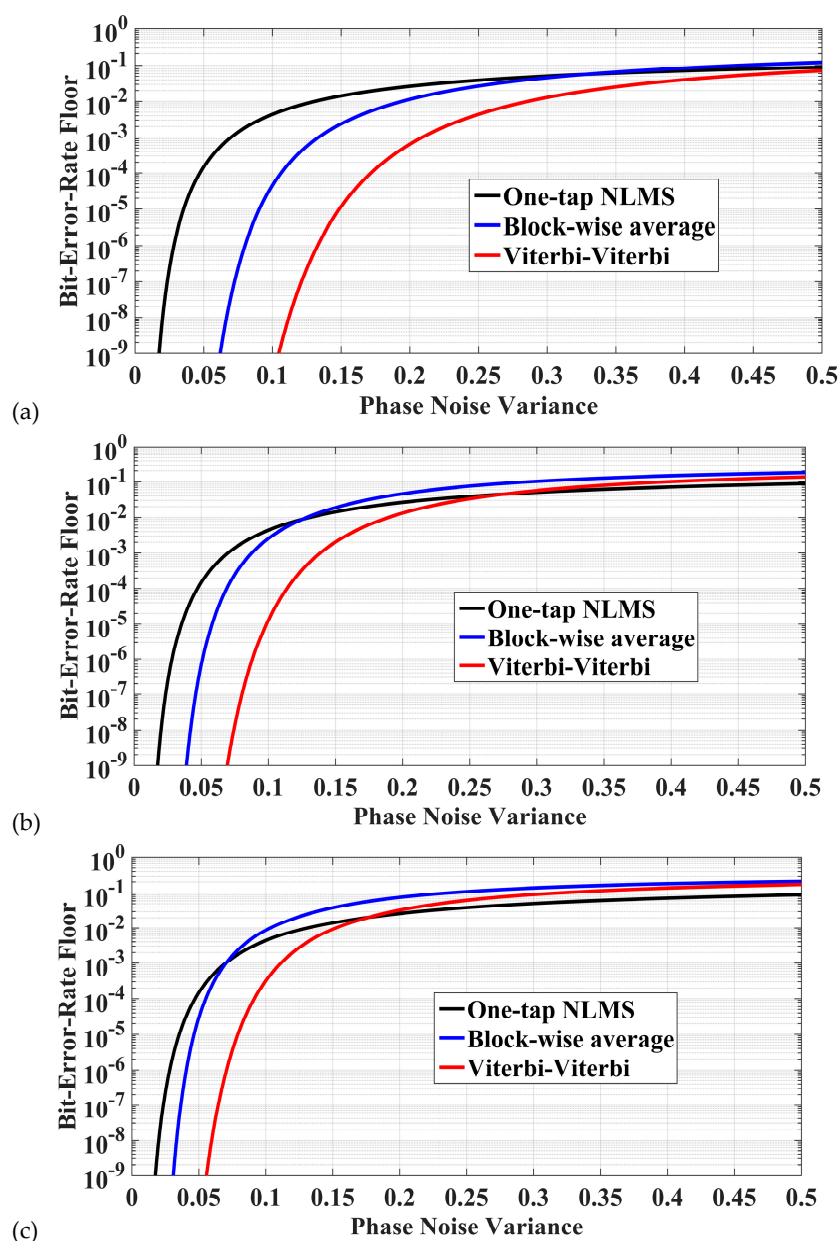 10^0
10^-1
10^-2
10^-3
10^-4
10^-5
10^-6
10^-7
10^-8
10^-9
Bit-Error-Rate Floor
One-tap NLMS
Block-wise average
Viterbi-Viterbi
0 0.05 0.1 0.15 0.2 0.25 0.3 0.35 0.4 0.45 0.5
Phase Noise Variance
(a)
10^0
10^-1
10^-2
10^-3
10^-4
10^-5
10^-6
10^-7
10^-8
10^-9
Bit-Error-Rate Floor
One-tap NLMS
Block-wise average
Viterbi-Viterbi
0 0.05 0.1 0.15 0.2 0.25 0.3 0.35 0.4 0.45 0.5
Phase Noise Variance
(b)
10^0
10^-1
10^-2
10^-3
10^-4
10^-5
10^-6
10^-7
10^-8
10^-9
Bit-Error-Rate Floor
One-tap NLMS
Block-wise average
Viterbi-Viterbi
0 0.05 0.1 0.15 0.2 0.25 0.3 0.35 0.4 0.45 0.5
Phase Noise Variance
(c)